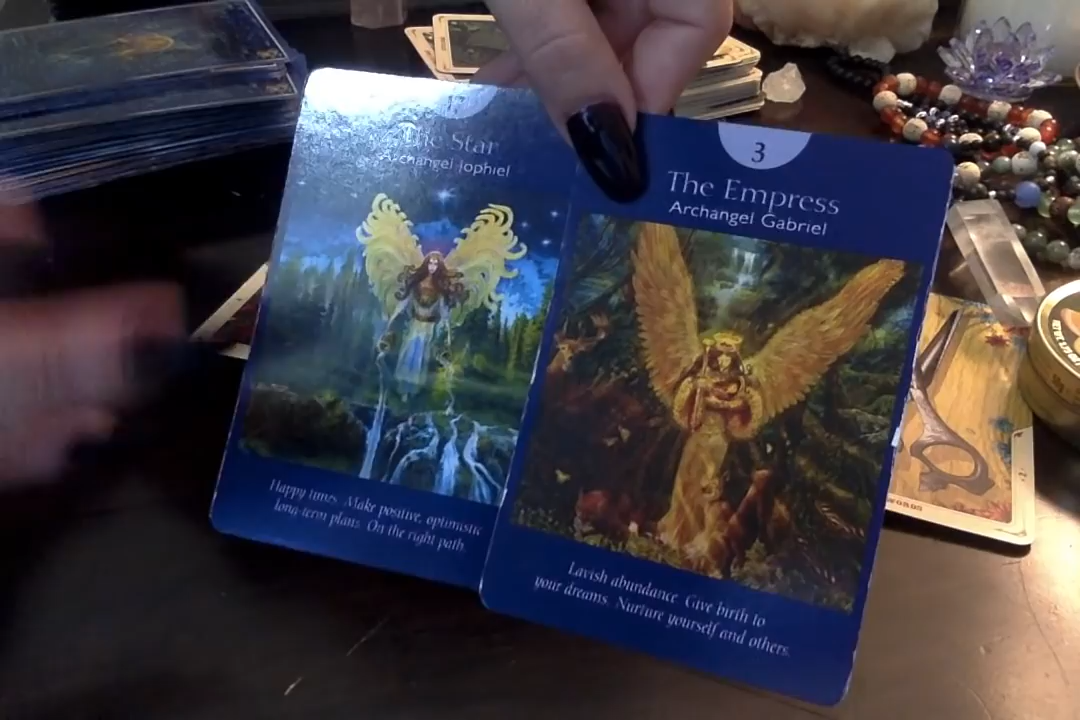 The Star
Archangel Jophiel
Happy times. Make positive, optimistic
long-term plans. On the right path.
3
The Empress
Archangel Gabriel
Lavish abundance. Give birth to
your dreams. Nurture yourself and others.